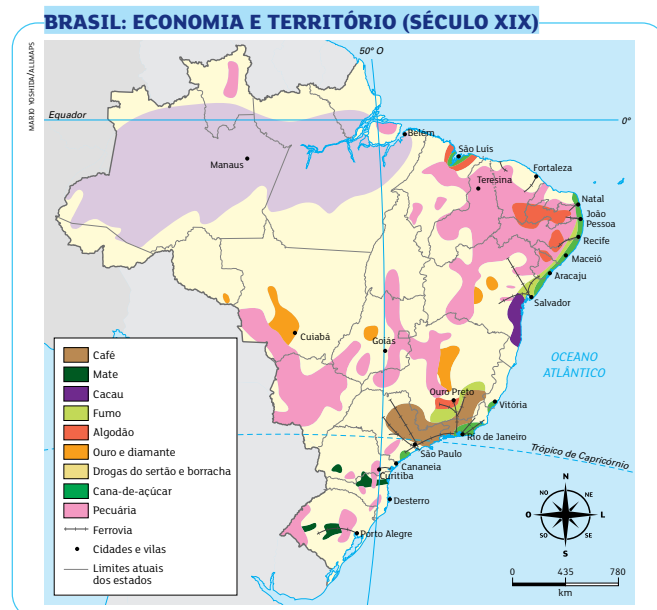 BRASIL: ECONOMIA E TERRITÓRIO (SÉCULO XIX)
MARIO YOSHIDA/ALLMAPS
50º O
Equador
0º
Belém
São Luís
Manaus
Fortaleza
Teresina
Natal
João
Pessoa
Recife
Maceió
Aracaju
Salvador
Cuiabá
Goiás
OCEANO
ATLÂNTICO
Ouro Preto
Vitória
Rio de Janeiro
São Paulo
Trópico de Capricórnio
Cananeia
Curitiba
Desterro
Porto Alegre
Café
Mate
Cacau
Fumo
Algodão
Ouro e diamante
Drogas do sertão e borracha
Cana-de-açúcar
Pecuária
Ferrovia
Cidades e vilas
Limites atuais
dos estados
N
NO
NE
O
L
SO
SE
S
0
435
780
km